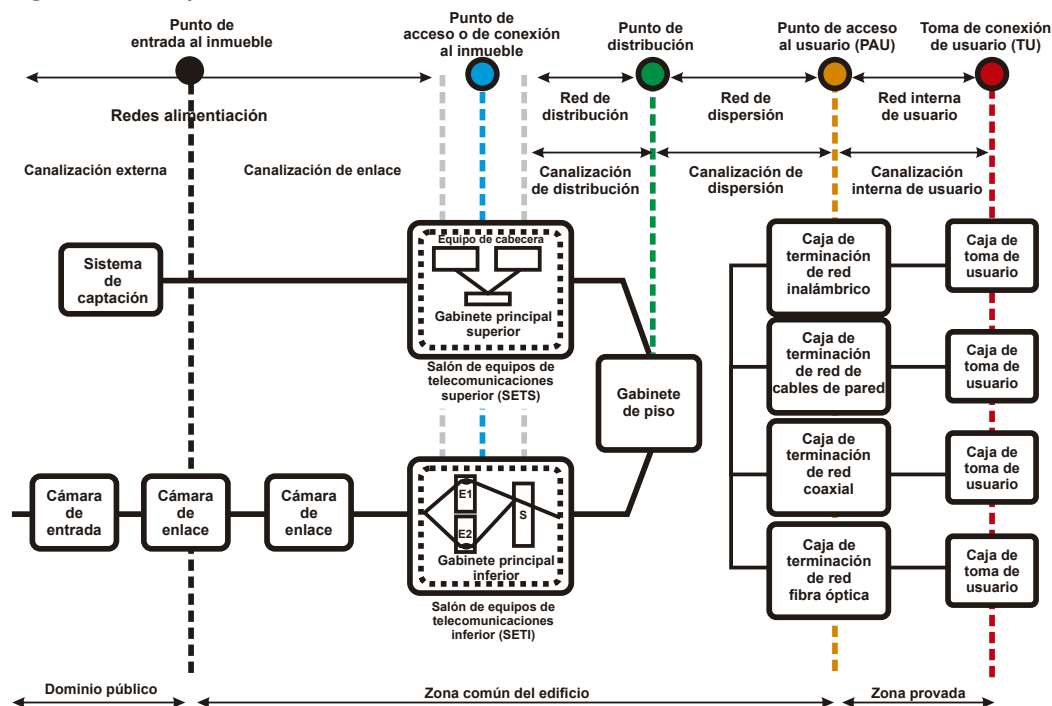 Punto de
entrada al inmueble
Punto de
acceso o de conexión
al inmueble
Punto de
distribución
Punto de acceso
al usuario (PAU)
Toma de conexión
de usuario (TU)
Redes alimentiación
Red de
distribución
Red de
dispersión
Red interna
de usuario
Canalización externa
Canalización de enlace
Canalización
de distribución
Canalización de
dispersión
Canalización
interna de usuario
Sistema
de
captación
Equipo de cabecera
Gabinete principal
superior
Salón de equipos de
telecomunicaciones
superior (SETS)
Gabinete
de piso
Caja de
terminación
de red
inalámbrico
Caja de
toma de
usuario
Caja de
terminación
de red de
cables de pared
Caja de
toma de
usuario
Caja de
terminación
de red
coaxial
Caja de
toma de
usuario
Caja de
terminación
de red
fibra óptica
Caja de
toma de
usuario
Cámara
de
entrada
Cámara
de
enlace
Cámara
de
enlace
E1
E2
S
Gabinete principal
inferior
Salón de equipos de
telecomunicaciones
inferior (SETI)
Dominio público
Zona común del edificio
Zona provada